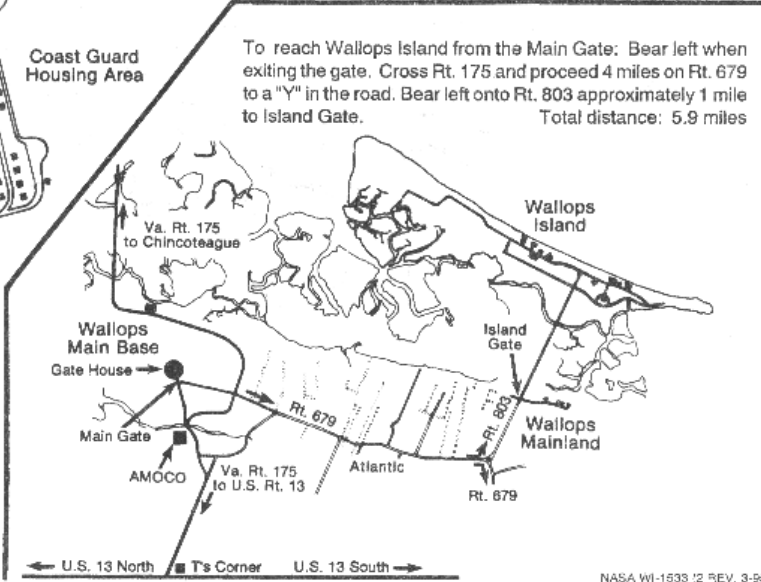 Coast Guard
Housing Area
To reach Wallops Island from the Main Gate: Bear left when
exiting the gate. Cross Rt. 175 and proceed 4 miles on Rt. 679
to a "Y" in the road. Bear left onto Rt. 803 approximately 1 mile
to Island Gate. Total distance: 5.9 miles
Va. Rt. 175
to Chincoteague
Wallops
Island
Wallops
Main Base
Gate House
Island
Gate
Rt. 679
Rt. 803
Main Gate
Wallops
Mainland
AMOCO
Va. Rt. 175
to U.S. Rt. 13
Atlantic
Rt. 679
U.S. 13 North
T's Corner
U.S. 13 South
NASA WI-1533 REV. 3-9